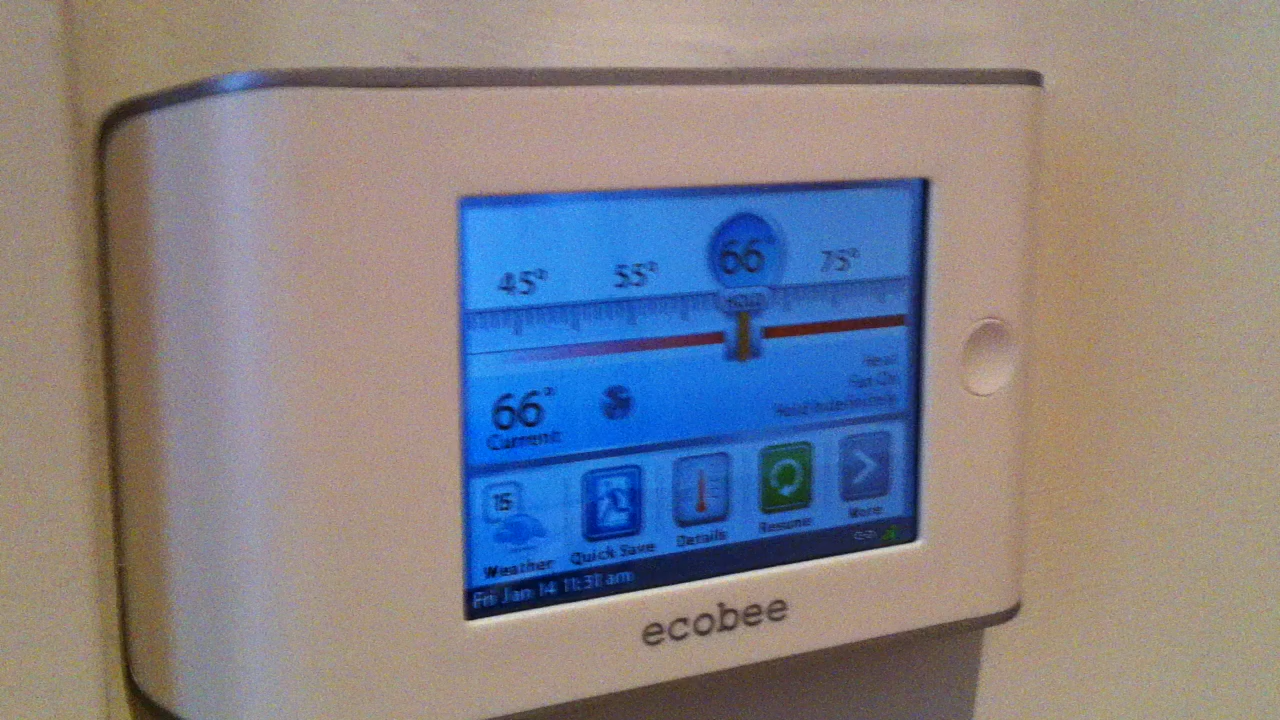 45° 55° 66° 75°
Hold
Heat
Fan On
Hold Indefinitely
66°
Current
15
Weather
Quick Save
Details
Resume
More
Fri Jan 14 11:31 am
ecobee